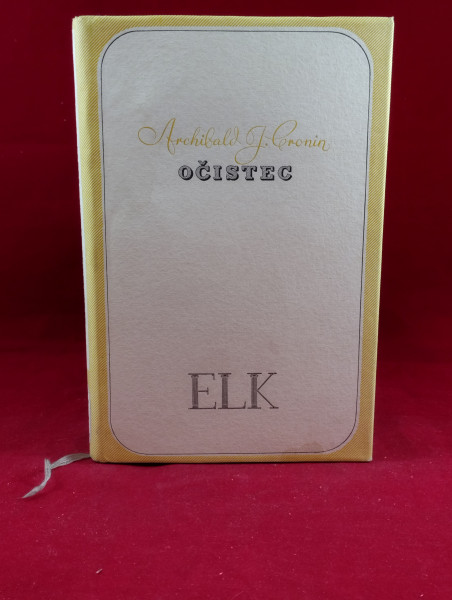 Archibald J. Cronin
OČISTEC
ELK